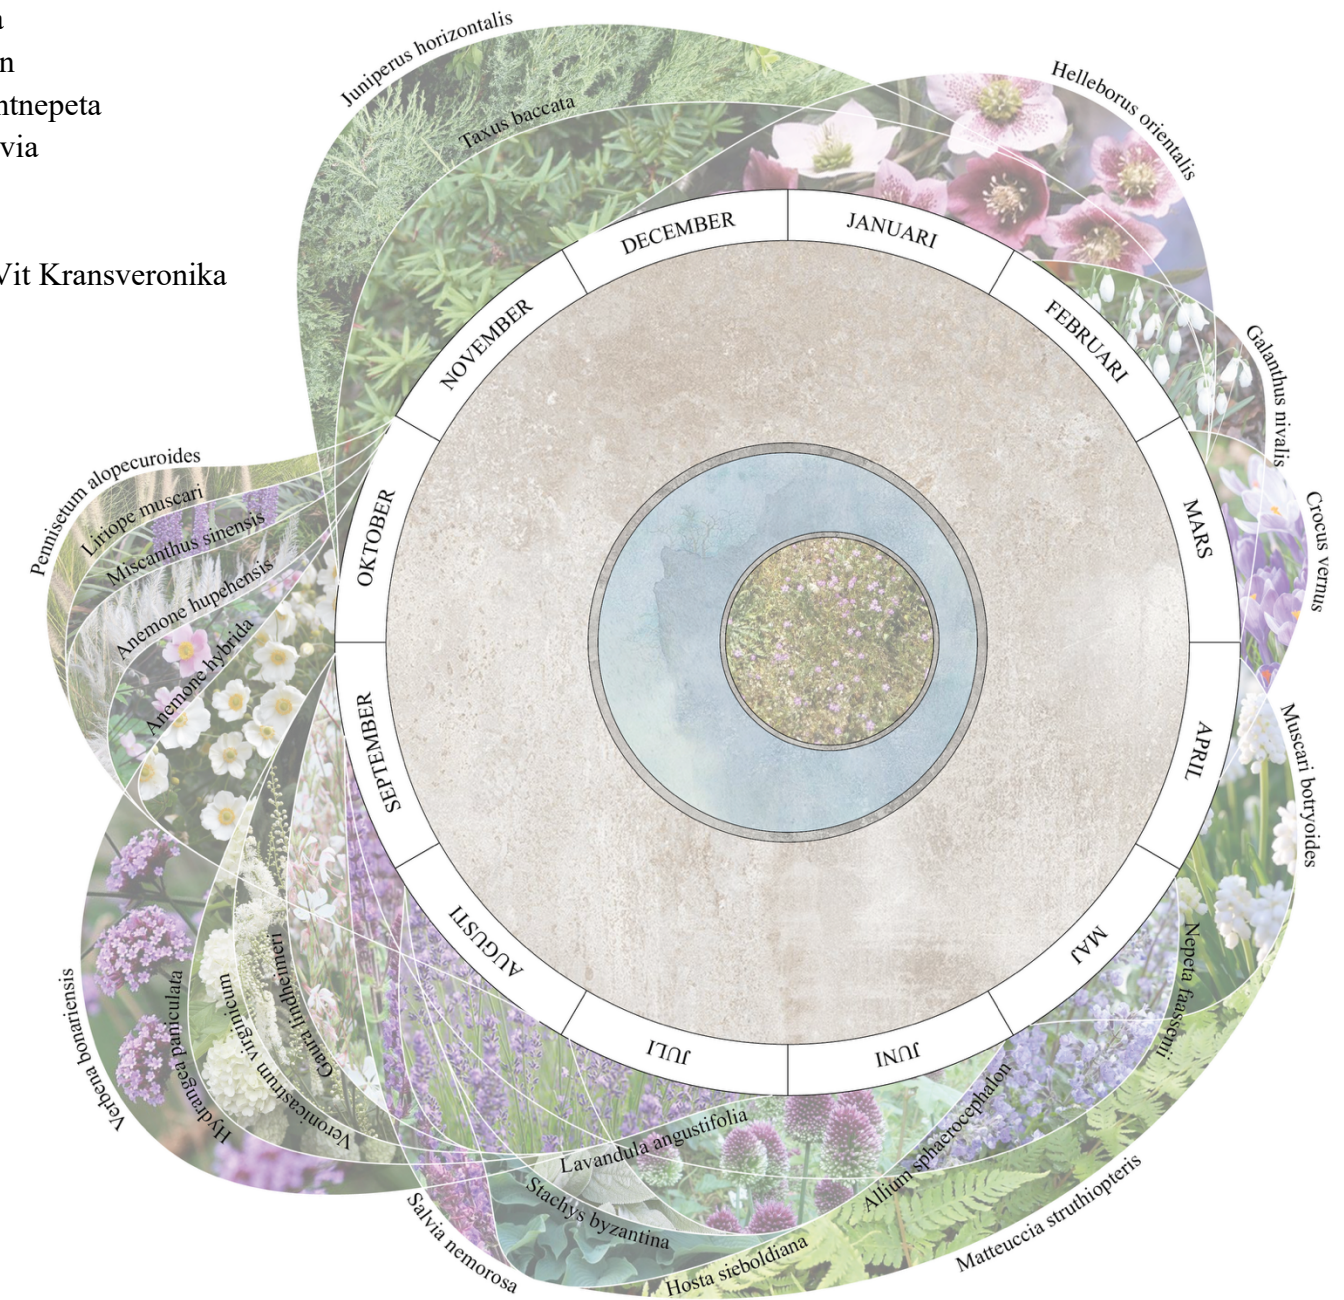 a
n
ntnepeta
via
Vit Kransveronika
Juniperus horizontalis
Taxus baccata
Helleborus orientalis
Galanthus nivalis
Crocus vernus
Muscari botryoides
Nepeta faassenii
Matteuccia struthiopteris
Allium sphaerocephalon
Hosta sieboldiana
Lavandula angustifolia
Stachys byzantina
Salvia nemorosa
Gaura lindheimeri
Veronicastrum virginicum
Hydrangea paniculata
Verbena bonariensis
Anemone hybrida
Anemone hupehensis
Miscanthus sinensis
Liriope muscari
Pennisetum alopecuroides
JANUARI
FEBRUARI
MARS
APRIL
MAJ
JUNI
JULI
AUGUSTI
SEPTEMBER
OKTOBER
NOVEMBER
DECEMBER